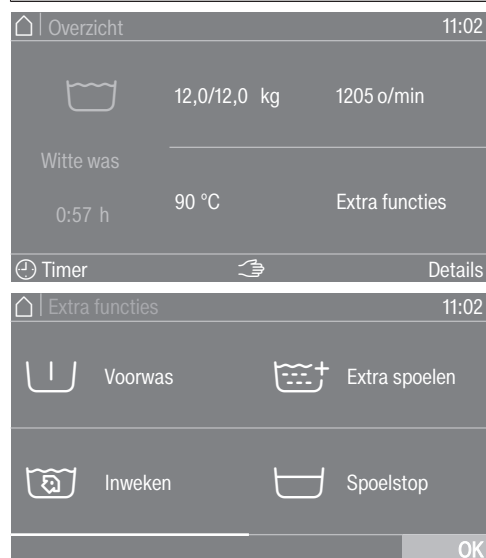 Overzicht 11:02
12,0/12,0 kg 1205 o/min
Witte was
90 °C Extra functies
0:57 h
Timer Details
Extra functies 11:02
Voorwas Extra spoelen
Inweken Spoelstop
OK